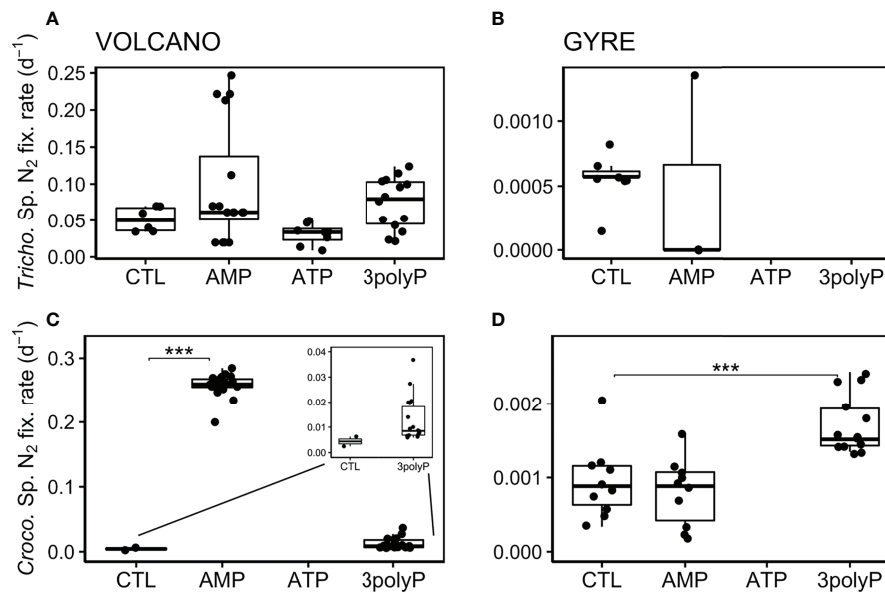 A
VOLCANO
Tricho. Sp. N₂ fix. rate (d⁻¹)
0.25
0.20
0.15
0.10
0.05
0.00
CTL AMP ATP 3polyP
B
GYRE
0.0010
0.0005
0.0000
CTL AMP ATP 3polyP
C
Croco. Sp. N₂ fix. rate (d⁻¹)
0.3
0.2
0.1
0.0
***
0.04
0.03
0.02
0.01
0.00
CTL 3polyP
CTL AMP ATP 3polyP
D
***
0.002
0.001
0.000
CTL AMP ATP 3polyP